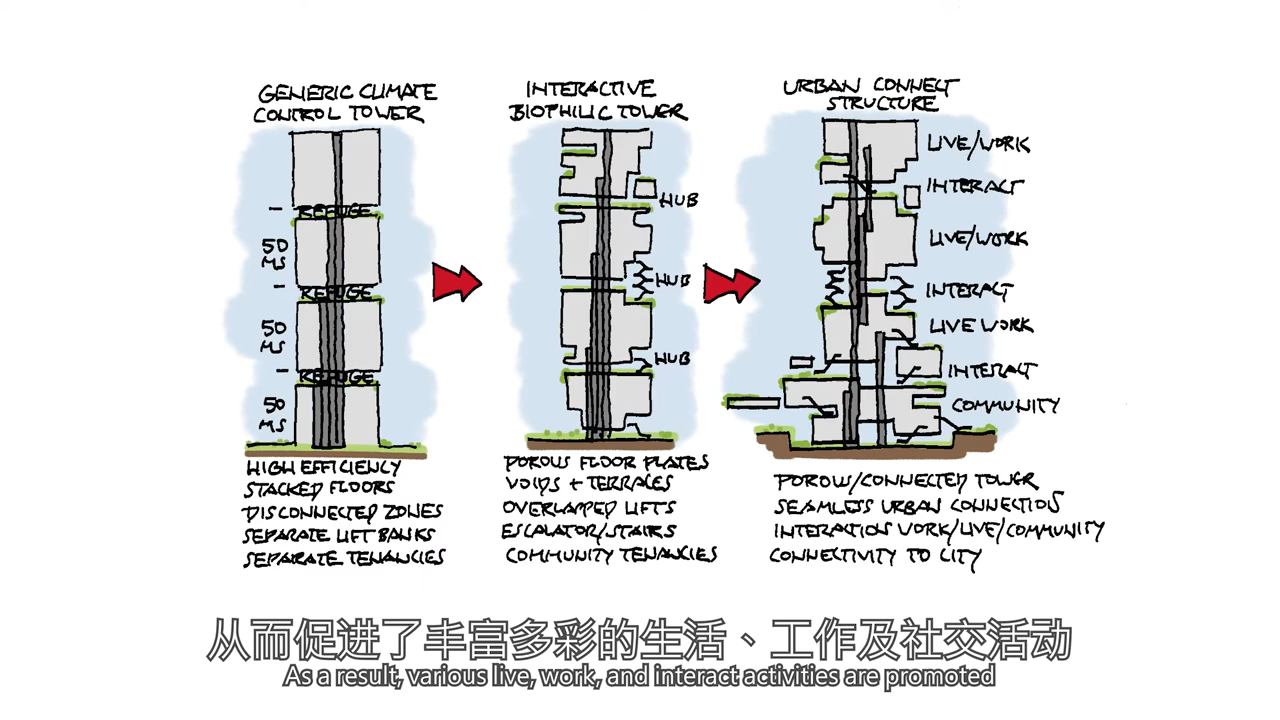 GENERIC CLIMATE
CONTROL TOWER
REFUGE
50
MS
REFUGE
50
MS
REFUGE
50
MS
HIGH EFFICIENCY
STACKED FLOORS
DISCONNECTED ZONES
SEPARATE LIFT BANKS
SEPARATE TENANCIES
INTERACTIVE
BIOPHILIC TOWER
HUB
HUB
HUB
POROUS FLOOR PLATES
VOIDS + TERRACES
OVERLAPPED LIFTS
ESCALATOR/STAIRS
COMMUNITY TENANCIES
URBAN CONNECT
STRUCTURE
LIVE/WORK
INTERACT
LIVE/WORK
INTERACT
LIVE WORK
INTERACT
COMMUNITY
POROUS/CONNECTED TOWER
SEAMLESS URBAN CONNECTION
INTERACTION WORK/LIVE/COMMUNITY
CONNECTIVITY TO CITY
从而促进了丰富多彩的生活、工作及社交活动
As a result, various live, work, and interact activities are promoted